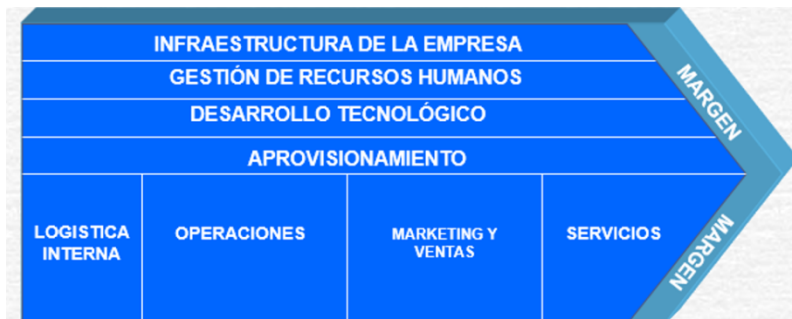 INFRAESTRUCTURA DE LA EMPRESA
GESTIÓN DE RECURSOS HUMANOS
DESARROLLO TECNOLÓGICO
APROVISIONAMIENTO
MARGEN
LOGISTICA
INTERNA
OPERACIONES
MARKETING Y
VENTAS
SERVICIOS
MARGEN